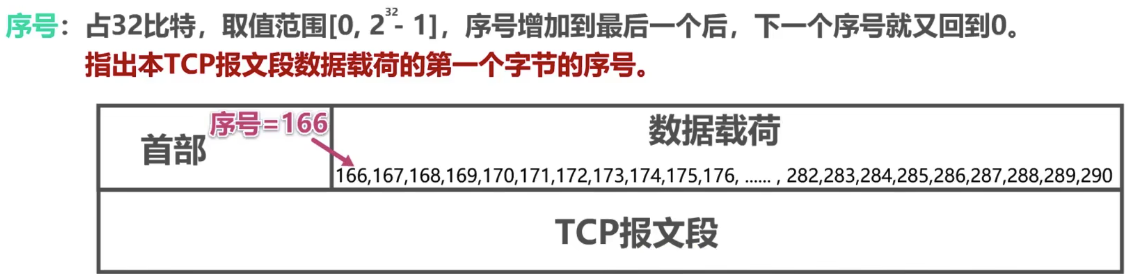 序号：占32比特，取值范围[0, 2^32 - 1]，序号增加到最后一个后，下一个序号就又回到0。
指出本TCP报文段数据载荷的第一个字节的序号。
序号=166
首部
数据载荷
166,167,168,169,170,171,172,173,174,175,176, ...... , 282,283,284,285,286,287,288,289,290
TCP报文段